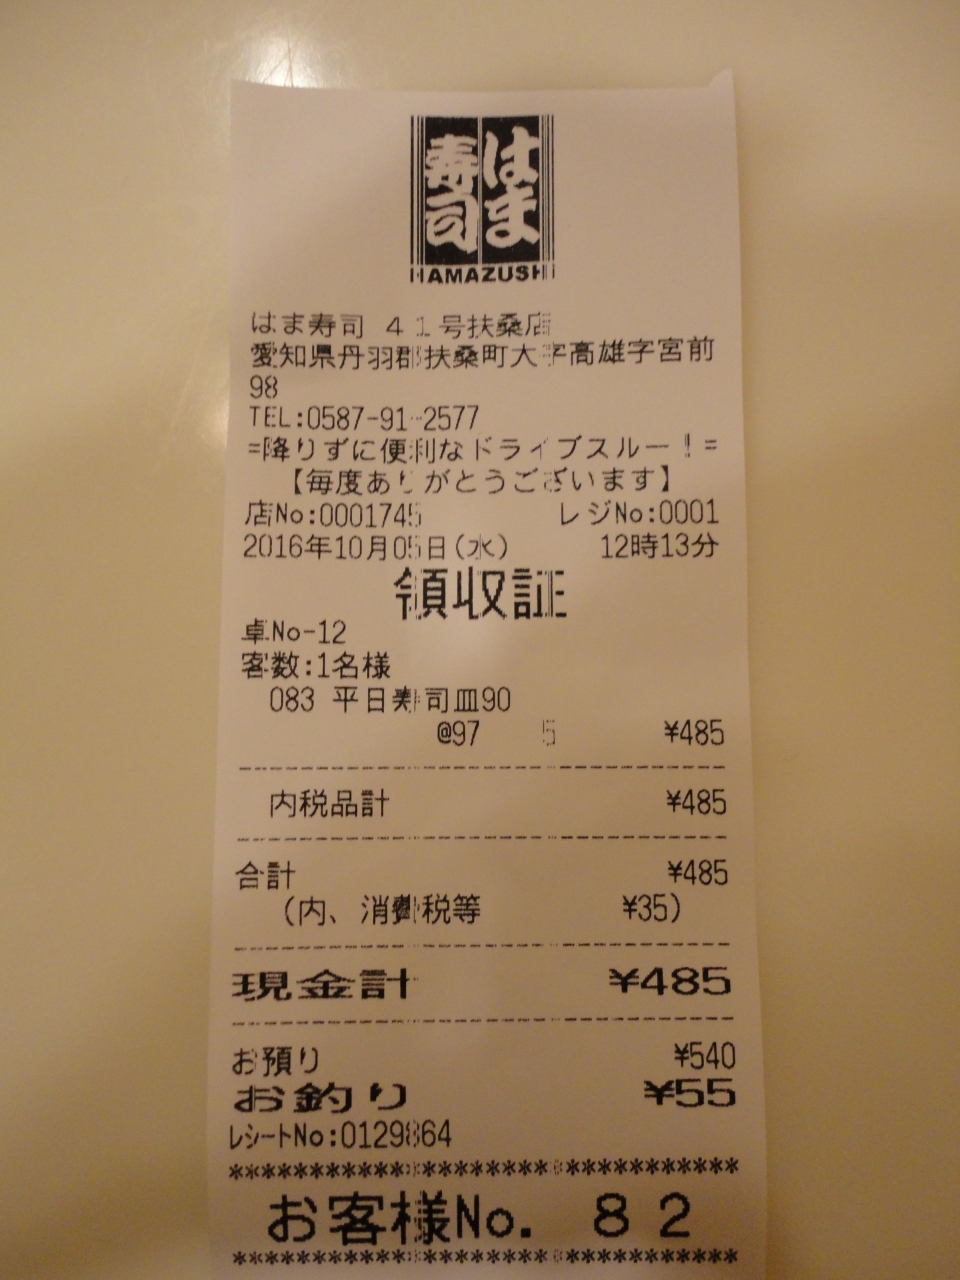 はま寿司
HAMAZUSHI
はま寿司 41号扶桑店
愛知県丹羽郡扶桑町大字高雄字宮前
98
TEL:0587-91-2577
=降りずに便利なドライブスルー!=
【毎度ありがとうございます】
店No:0001745 レジNo:0001
2016年10月05日(水) 12時13分
領収証
卓No-12
客数:1名様
083 平日寿司皿90
@97 5 ¥485
内税品計 ¥485
合計 ¥485
(内、消費税等 ¥35)
現金計 ¥485
お預り ¥540
お釣り ¥55
レシートNo:0129864
************************************
お客様No. 82
************************************